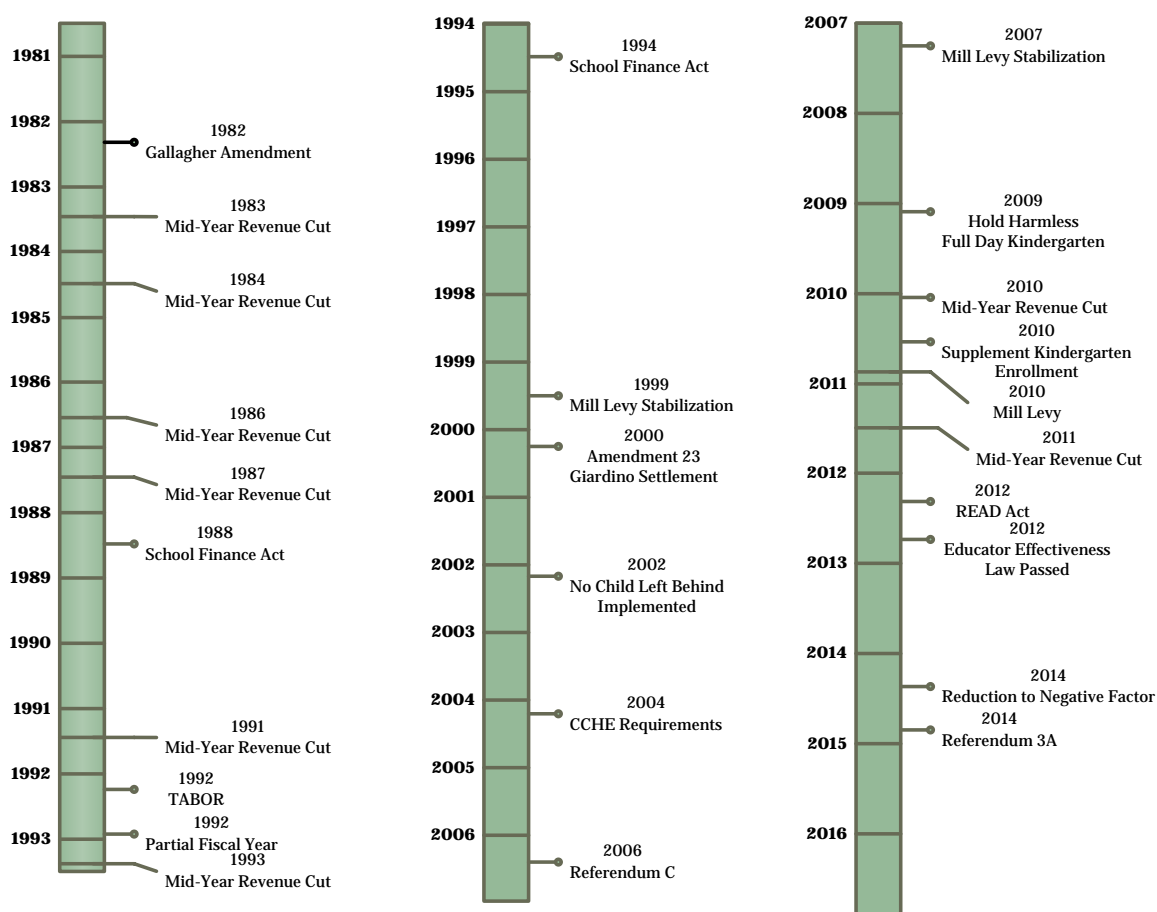 1981
1982
1982
Gallagher Amendment
1983
1983
Mid-Year Revenue Cut
1984
1984
Mid-Year Revenue Cut
1985
1986
1986
Mid-Year Revenue Cut
1987
1987
Mid-Year Revenue Cut
1988
1988
School Finance Act
1989
1990
1991
1991
Mid-Year Revenue Cut
1992
1992
TABOR
1992
Partial Fiscal Year
1993
1993
Mid-Year Revenue Cut
1994
1994
School Finance Act
1995
1996
1997
1998
1999
1999
Mill Levy Stabilization
2000
2000
Amendment 23
Giardino Settlement
2001
2002
2002
No Child Left Behind
Implemented
2003
2004
2004
CCHE Requirements
2005
2006
2006
Referendum C
2007
2007
Mill Levy Stabilization
2008
2009
2009
Hold Harmless
Full Day Kindergarten
2010
2010
Mid-Year Revenue Cut
2010
Supplement Kindergarten
Enrollment
2011
2010
Mill Levy
2011
Mid-Year Revenue Cut
2012
2012
READ Act
2012
Educator Effectiveness
Law Passed
2013
2014
2014
Reduction to Negative Factor
2014
Referendum 3A
2015
2016